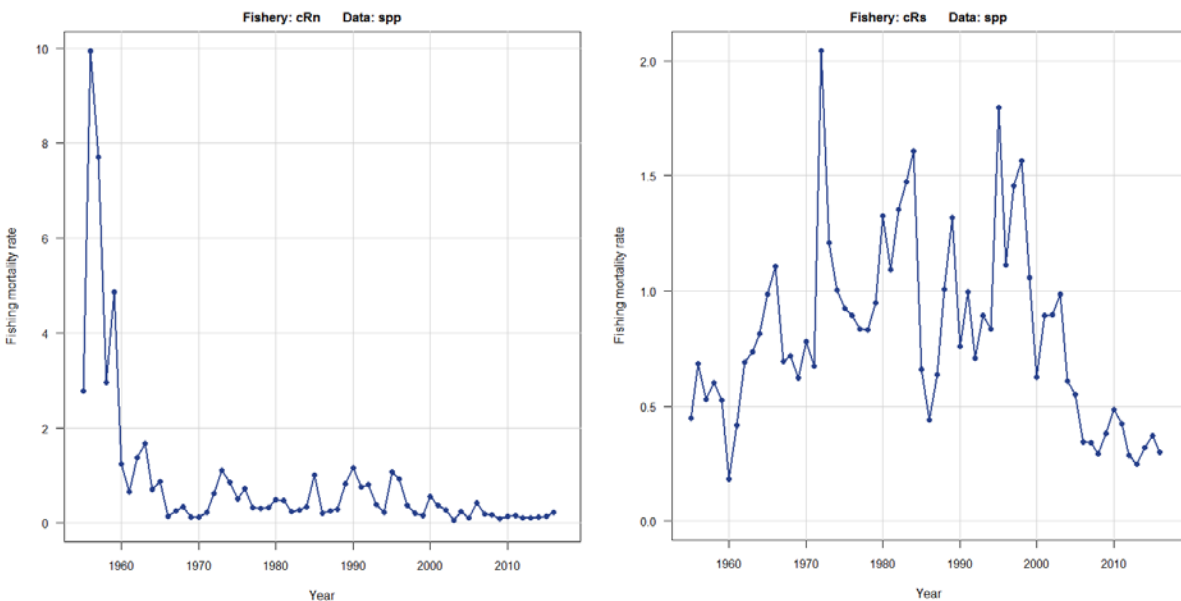 Fishery: cRn Data: spp
10
8
6
4
2
0
Fishing mortality rate
1960 1970 1980 1990 2000 2010
Year
Fishery: cRs Data: spp
2.0
1.5
1.0
0.5
0.0
Fishing mortality rate
1960 1970 1980 1990 2000 2010
Year